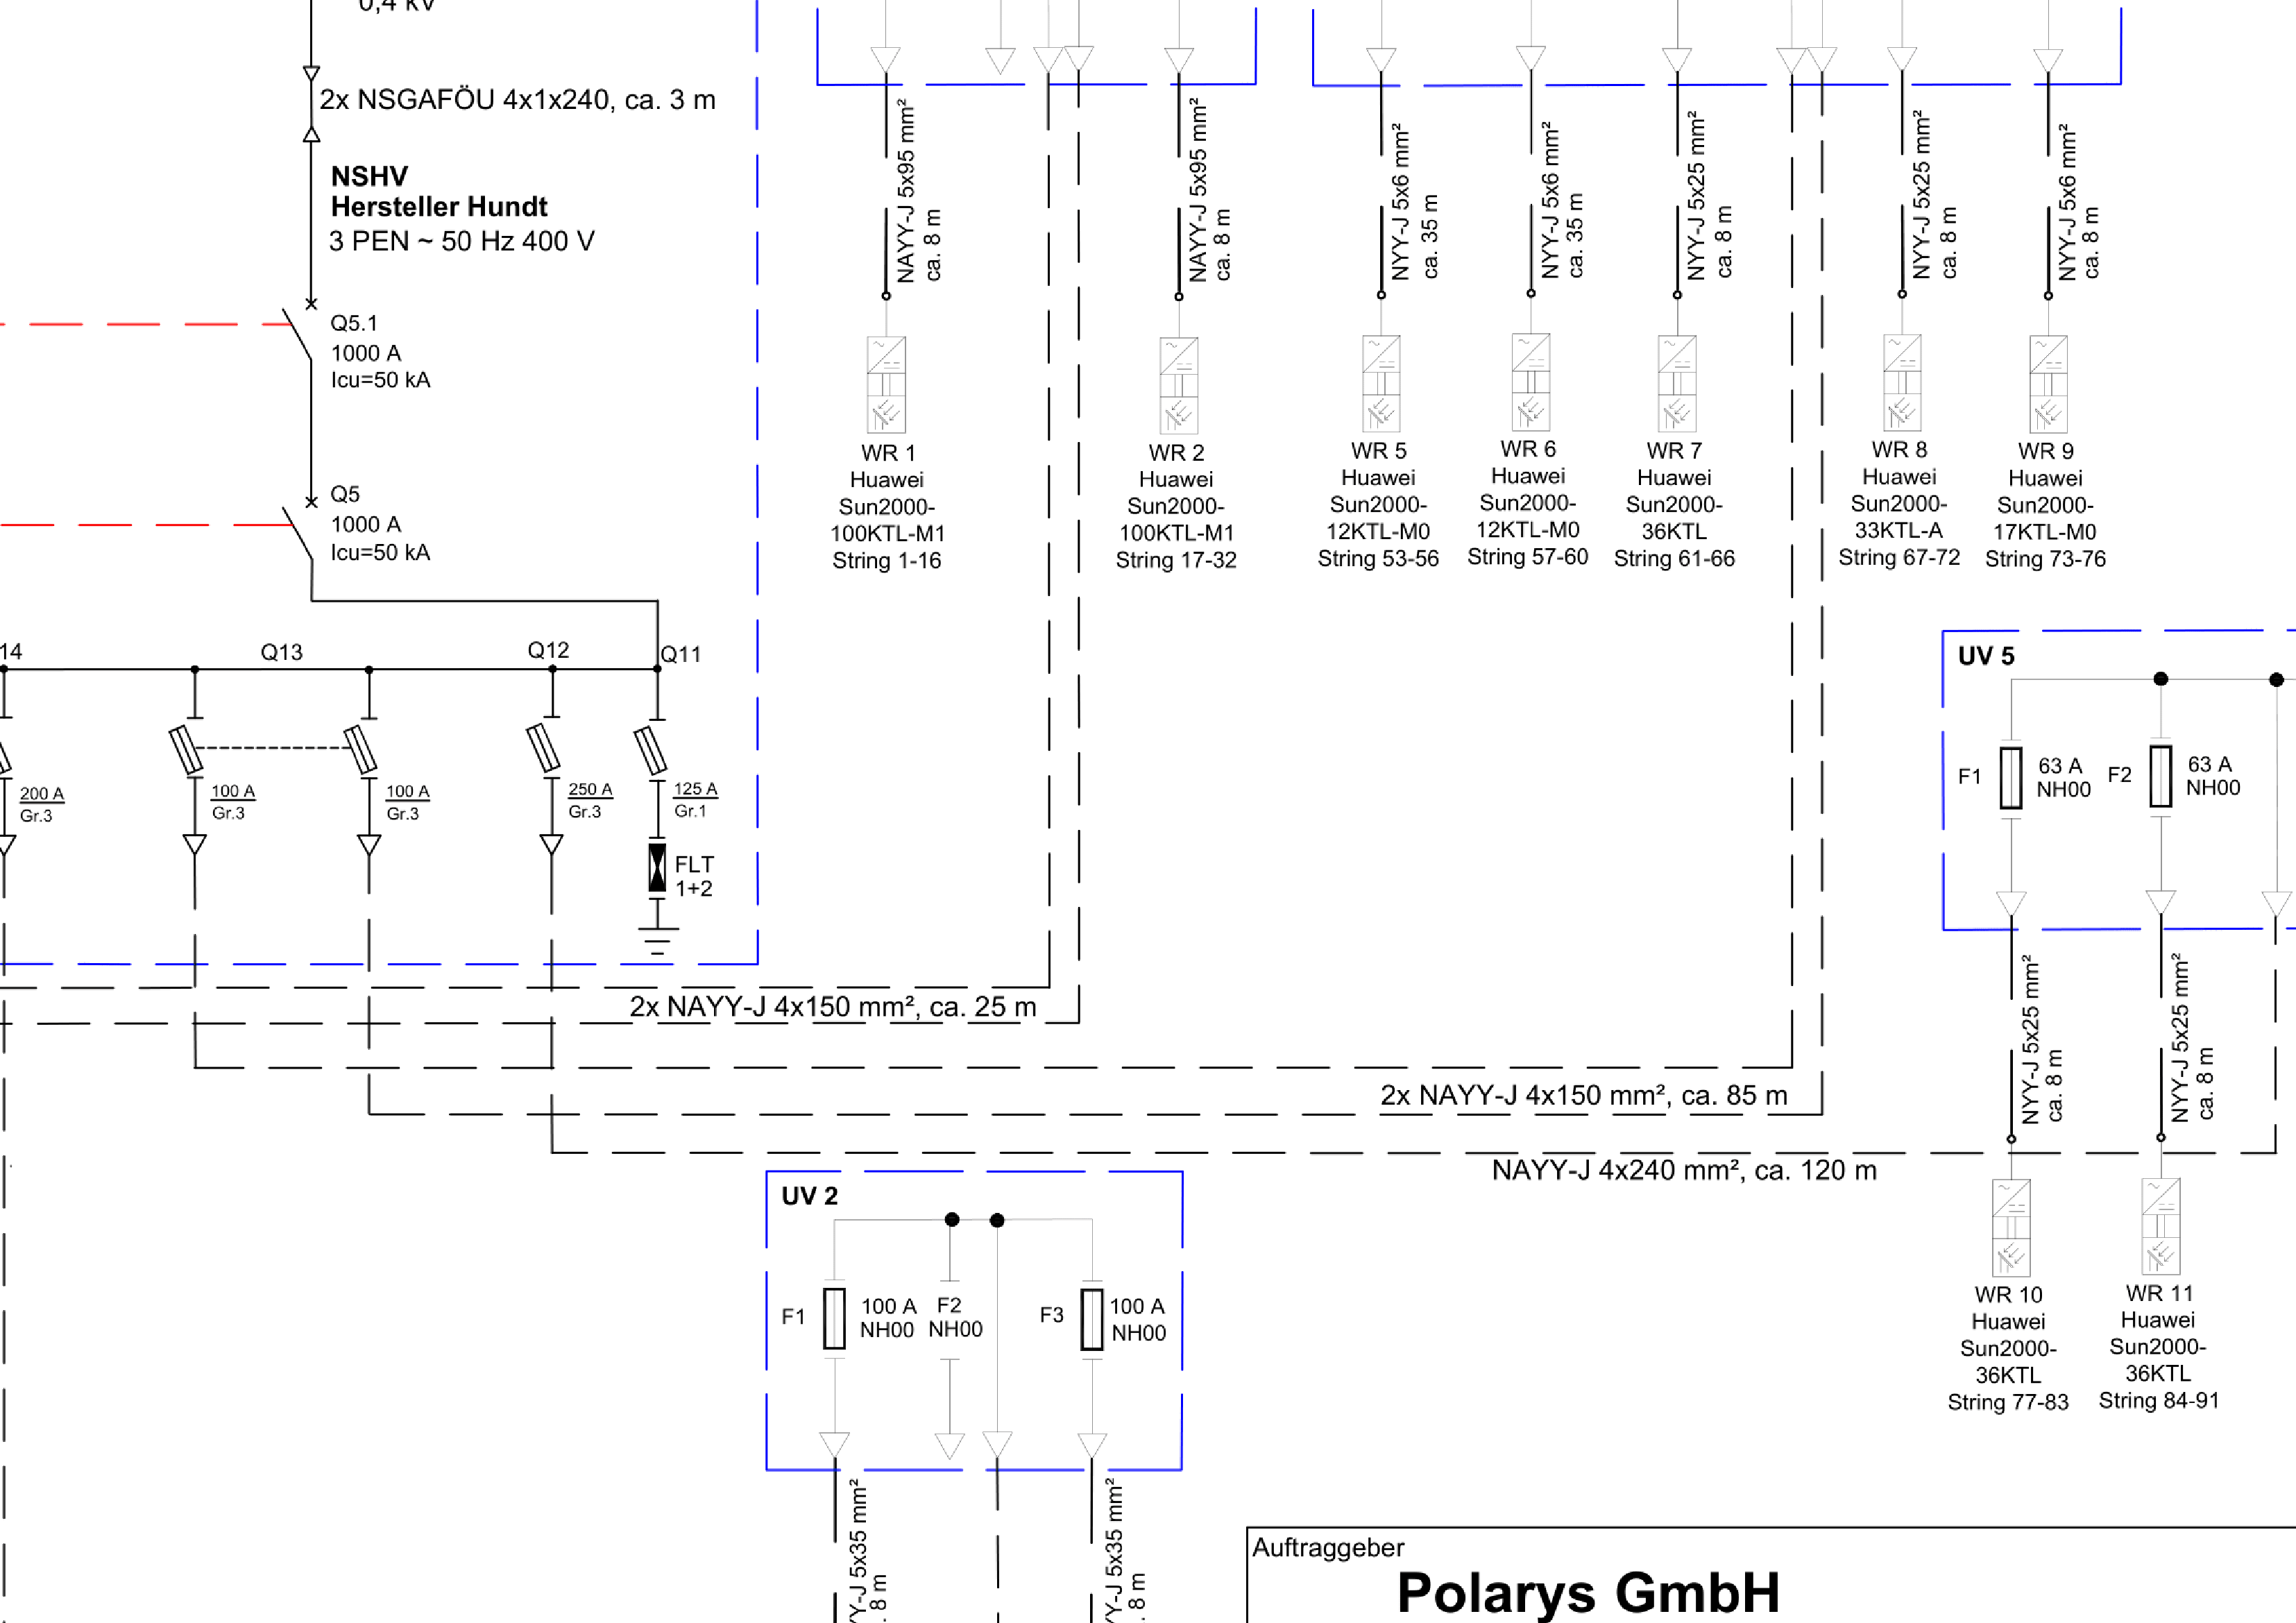 0,4 kV
2x NSGAFÖU 4x1x240, ca. 3 m
NSHV
Hersteller Hundt
3 PEN ~ 50 Hz 400 V
Q5.1
1000 A
Icu=50 kA
Q5
1000 A
Icu=50 kA
14
Q13
Q12
Q11
200 A
Gr.3
100 A
Gr.3
100 A
Gr.3
250 A
Gr.3
125 A
Gr.1
FLT
1+2
NAYY-J 5x95 mm²
ca. 8 m
NAYY-J 5x95 mm²
ca. 8 m
NYY-J 5x6 mm²
ca. 35 m
NYY-J 5x6 mm²
ca. 35 m
NYY-J 5x25 mm²
ca. 8 m
NYY-J 5x25 mm²
ca. 8 m
NYY-J 5x6 mm²
ca. 8 m
WR 1
Huawei
Sun2000-
100KTL-M1
String 1-16
WR 2
Huawei
Sun2000-
100KTL-M1
String 17-32
WR 5
Huawei
Sun2000-
12KTL-M0
String 53-56
WR 6
Huawei
Sun2000-
12KTL-M0
String 57-60
WR 7
Huawei
Sun2000-
36KTL
String 61-66
WR 8
Huawei
Sun2000-
33KTL-A
String 67-72
WR 9
Huawei
Sun2000-
17KTL-M0
String 73-76
UV 5
F1
63 A
NH00
F2
63 A
NH00
NYY-J 5x25 mm²
ca. 8 m
NYY-J 5x25 mm²
ca. 8 m
2x NAYY-J 4x150 mm², ca. 25 m
2x NAYY-J 4x150 mm², ca. 85 m
NAYY-J 4x240 mm², ca. 120 m
WR 10
Huawei
Sun2000-
36KTL
String 77-83
WR 11
Huawei
Sun2000-
36KTL
String 84-91
UV 2
F1
100 A
NH00
F2
NH00
F3
100 A
NH00
YY-J 5x35 mm²
. 8 m
YY-J 5x35 mm²
. 8 m
Auftraggeber
Polarys GmbH